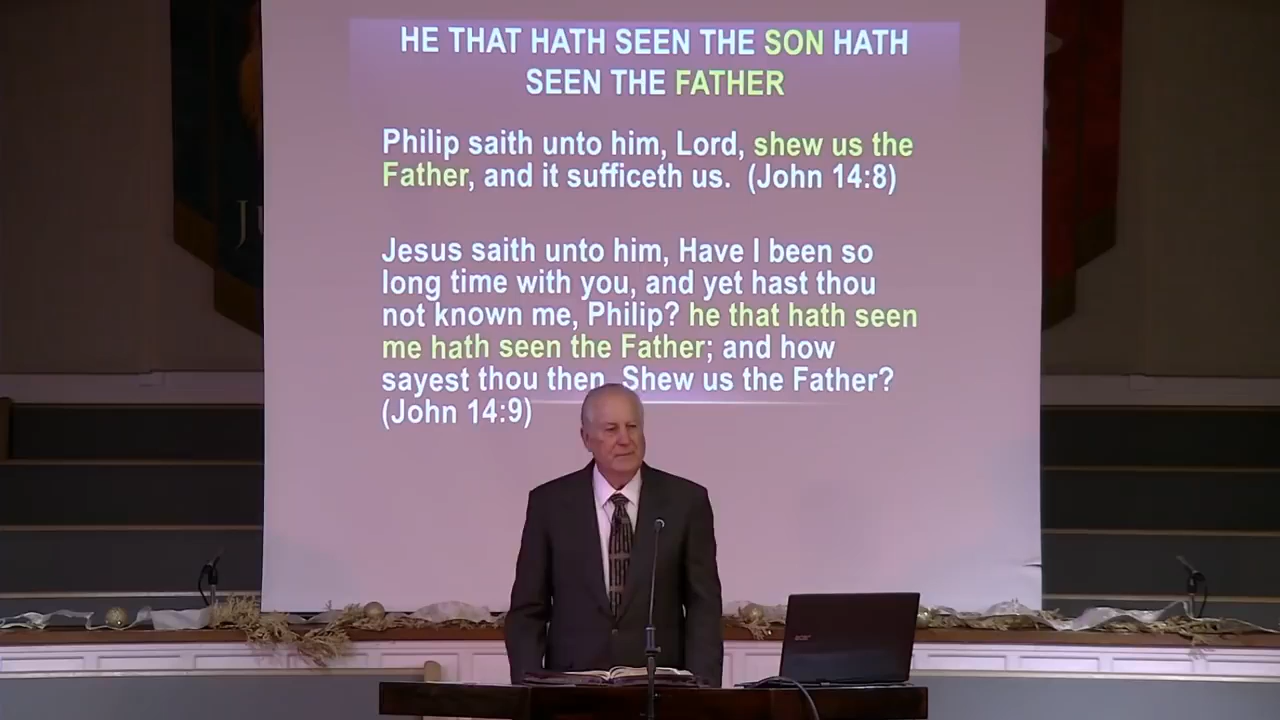 HE THAT HATH SEEN THE SON HATH
SEEN THE FATHER
Philip saith unto him, Lord, shew us the
Father, and it sufficeth us. (John 14:8)
Jesus saith unto him, Have I been so
long time with you, and yet hast thou
not known me, Philip? he that hath seen
me hath seen the Father; and how
sayest thou then, Shew us the Father?
(John 14:9)
acer